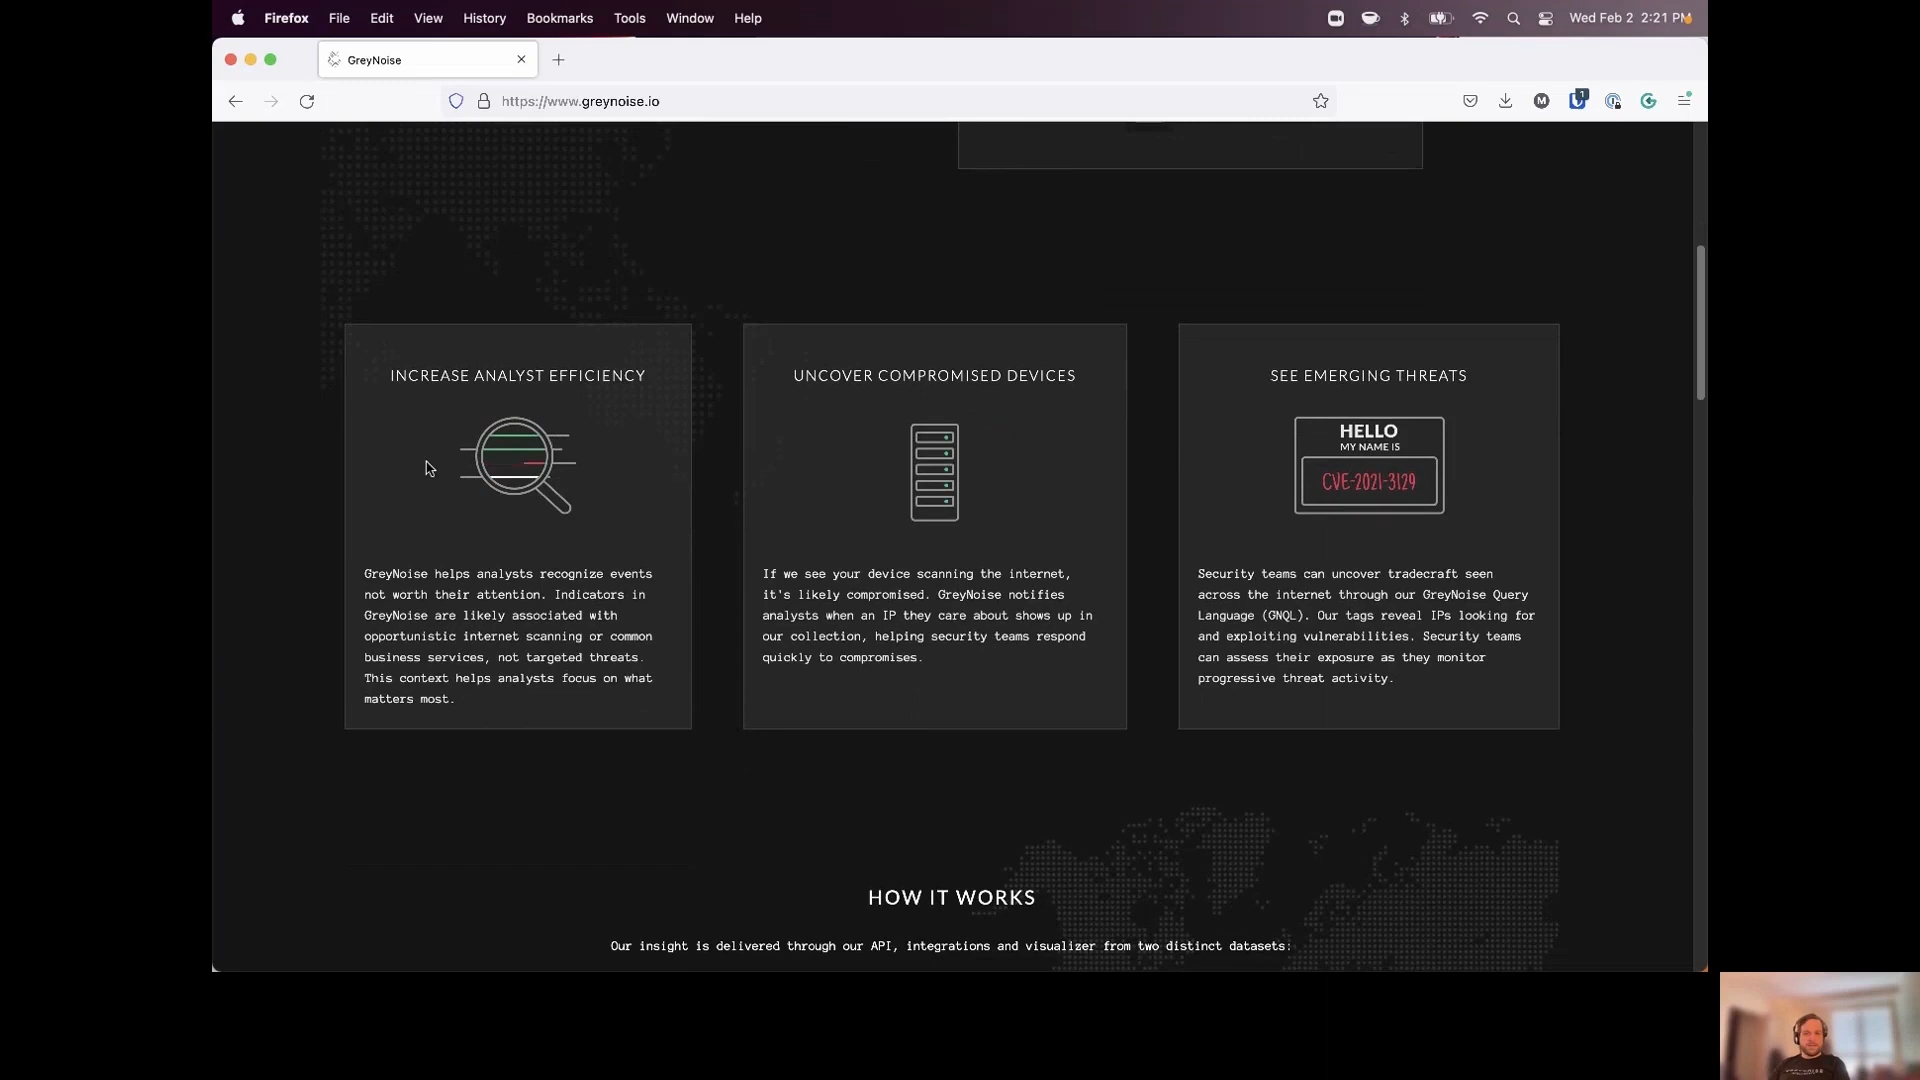 Firefox File Edit View History Bookmarks Tools Window Help
Wed Feb 2 2:21 PM
GreyNoise
https://www.greynoise.io
M
1
INCREASE ANALYST EFFICIENCY
GreyNoise helps analysts recognize events
not worth their attention. Indicators in
GreyNoise are likely associated with
opportunistic internet scanning or common
business services, not targeted threats.
This context helps analysts focus on what
matters most.
UNCOVER COMPROMISED DEVICES
If we see your device scanning the internet,
it's likely compromised. GreyNoise notifies
analysts when an IP they care about shows up in
our collection, helping security teams respond
quickly to compromises.
SEE EMERGING THREATS
HELLO
MY NAME IS
CVE-2021-3129
Security teams can uncover tradecraft seen
across the internet through our GreyNoise Query
Language (GNQL). Our tags reveal IPs looking for
and exploiting vulnerabilities. Security teams
can assess their exposure as they monitor
progressive threat activity.
HOW IT WORKS
Our insight is delivered through our API, integrations and visualizer from two distinct datasets: